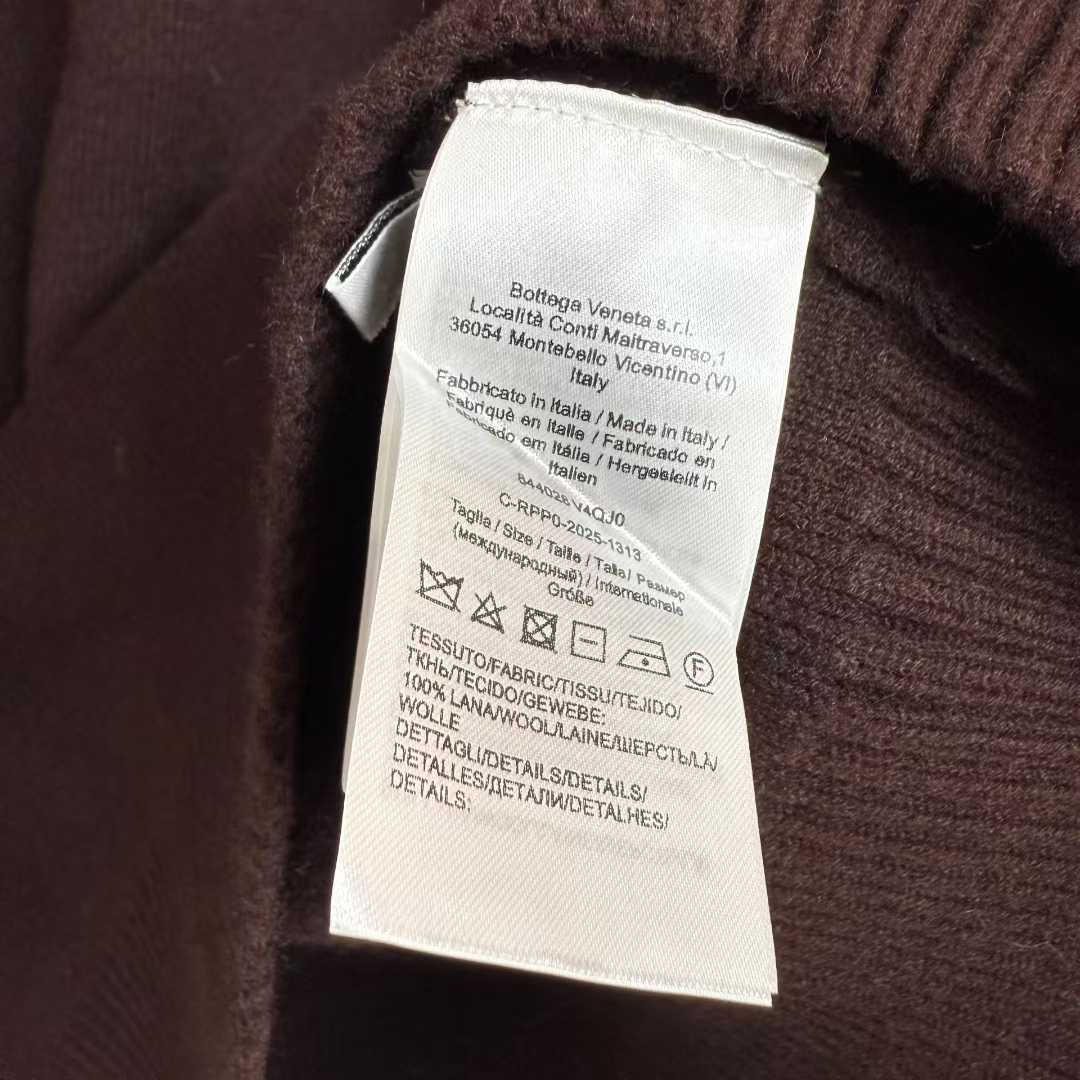 Bottega Veneta s.r.l.
Località Conti Maltraverso,1
36054 Montebello Vicentino (VI)
Italy
Fabbricato in Italia / Made in Italy /
Fabriquè en Italie / Fabricado en
Fabricado em Itália / Hergestellt in
Italien
844028V4QJ0
C-RPP0-2025-1313
Taglia / Size / Taille / Talla/ Размер
(международный) / Internationale
Größe
F
TESSUTO/FABRIC/TISSU/TEJIDO/
ТКНЬ/TECIDO/GEWEBE:
100% LANA/WOOL/LAINE/ШЕРСТЬ/LÃ/
WOLLE
DETTAGLI/DETAILS/DETAILS/
DETALLES/ДЕТАЛИ/DETALHES/
DETAILS: